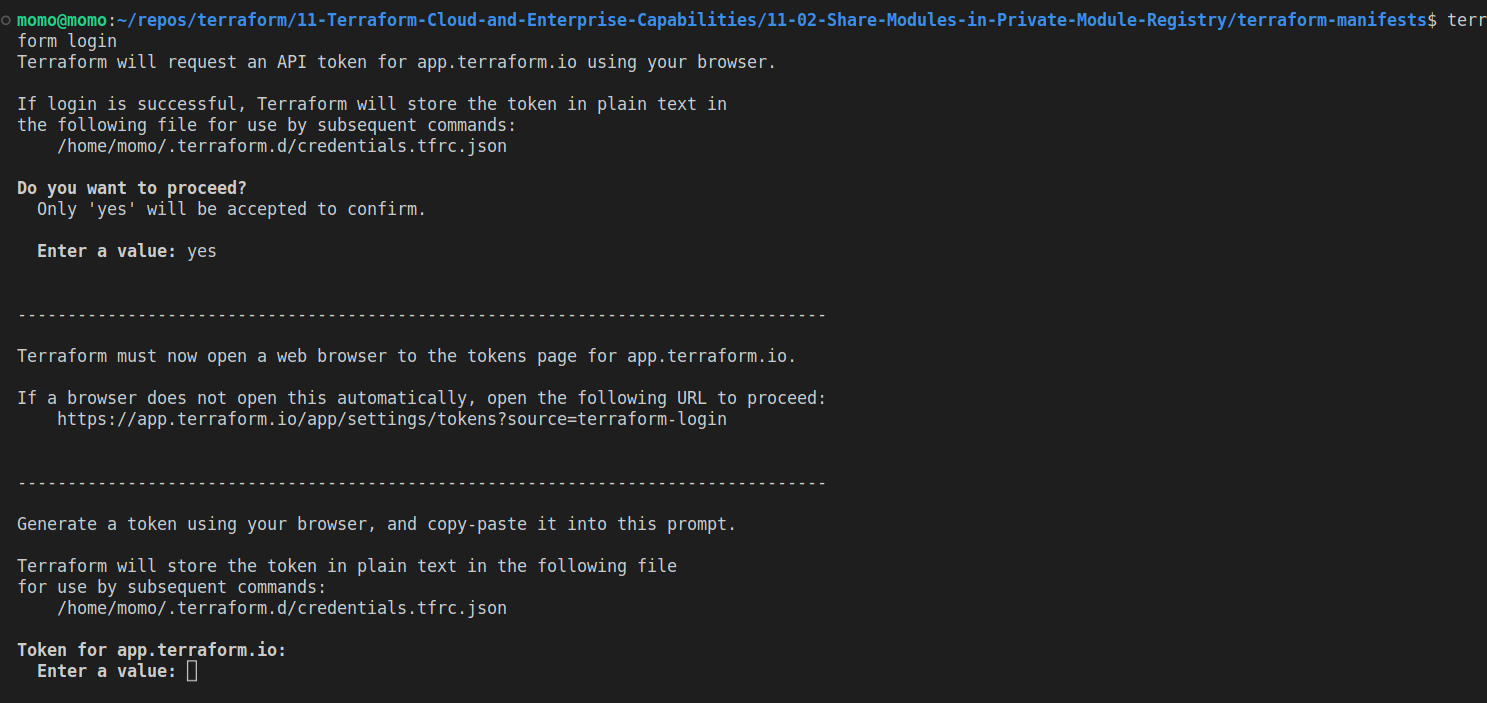 momo@momo:~/repos/terraform/11-Terraform-Cloud-and-Enterprise-Capabilities/11-02-Share-Modules-in-Private-Module-Registry/terraform-manifests$ terr
form login
Terraform will request an API token for app.terraform.io using your browser.
If login is successful, Terraform will store the token in plain text in
the following file for use by subsequent commands:
/home/momo/.terraform.d/credentials.tfrc.json
Do you want to proceed?
Only 'yes' will be accepted to confirm.
Enter a value: yes
---------------------------------------------------------------------------------
Terraform must now open a web browser to the tokens page for app.terraform.io.
If a browser does not open this automatically, open the following URL to proceed:
https://app.terraform.io/app/settings/tokens?source=terraform-login
---------------------------------------------------------------------------------
Generate a token using your browser, and copy-paste it into this prompt.
Terraform will store the token in plain text in the following file
for use by subsequent commands:
/home/momo/.terraform.d/credentials.tfrc.json
Token for app.terraform.io:
Enter a value: